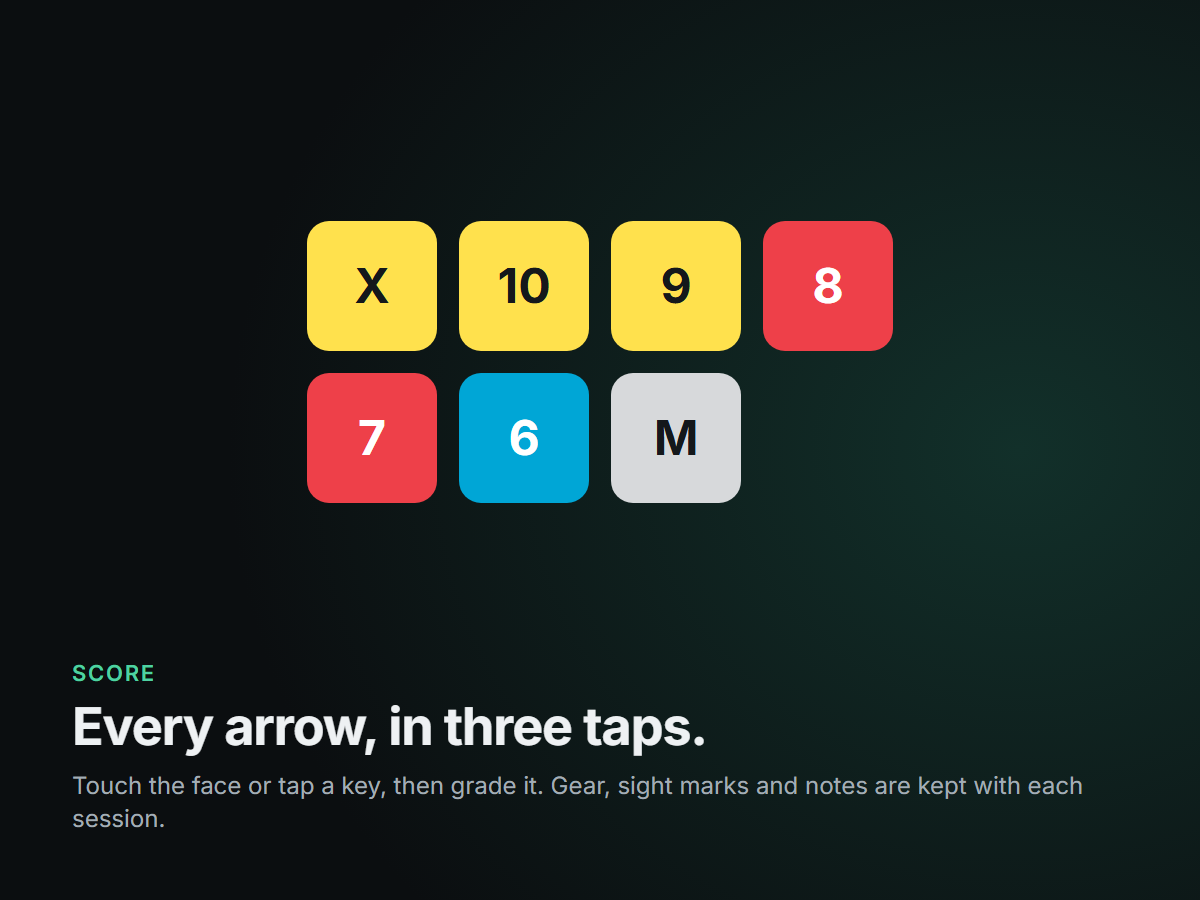 X 10 9 8
7 6 M
SCORE
Every arrow, in three taps.
Touch the face or tap a key, then grade it. Gear, sight marks and notes are kept with each
session.